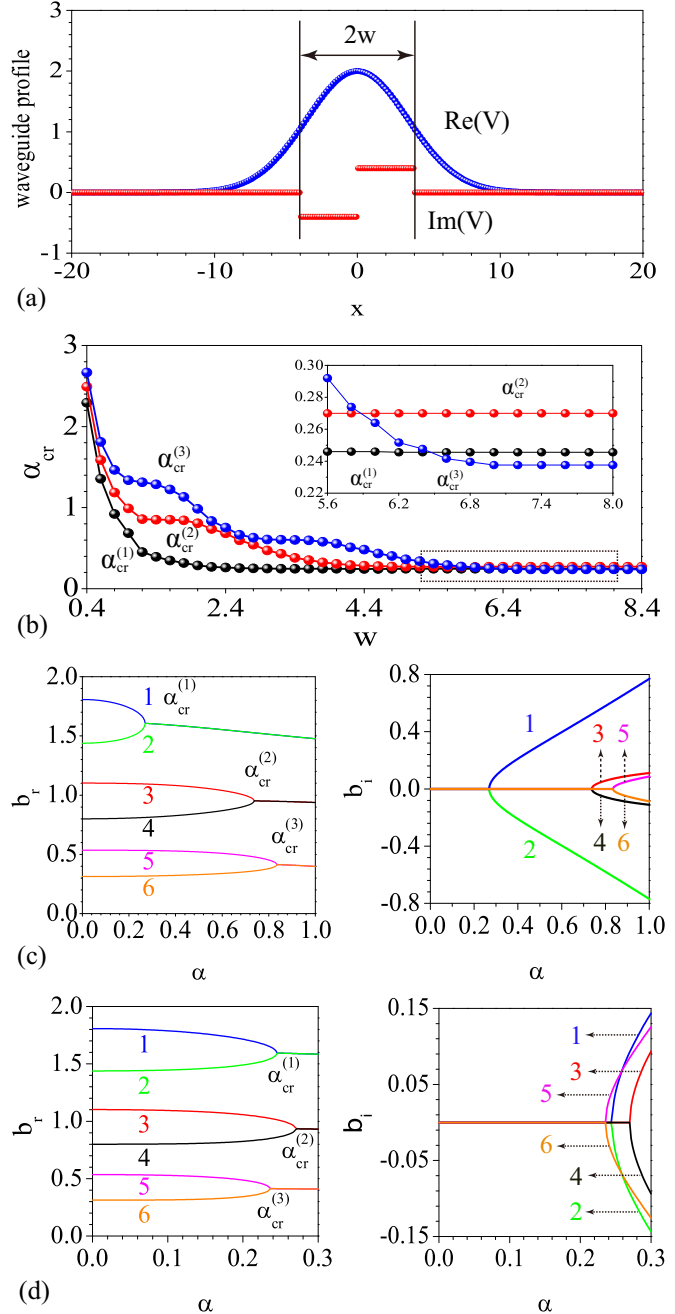 3
2
1
0
-1
waveguide profile
2w
Re(V)
Im(V)
-20 -10 0 10 20
(a) x
3
2
1
0
α_cr
α_cr^(3)
α_cr^(2)
α_cr^(1)
0.30
0.28
0.26
0.24
0.22
α_cr^(2)
α_cr^(1) α_cr^(3)
5.6 6.2 6.8 7.4 8.0
0.4 2.4 4.4 6.4 8.4
(b) w
2.0
1.5
1.0
0.5
0.0
b_r
1 α_cr^(1)
2
3 α_cr^(2)
4
5 α_cr^(3)
6
0.0 0.2 0.4 0.6 0.8 1.0
(c) α
0.8
0.4
0.0
-0.4
-0.8
b_i
1
3 5
4 6
2
0.0 0.2 0.4 0.6 0.8 1.0
α
2.0
1.5
1.0
0.5
0.0
b_r
1
2 α_cr^(1)
3
4 α_cr^(2)
5
6 α_cr^(3)
0.0 0.1 0.2 0.3
(d) α
0.15
0.05
-0.05
-0.15
b_i
1
3
5
6
4
2
0.0 0.1 0.2 0.3
α